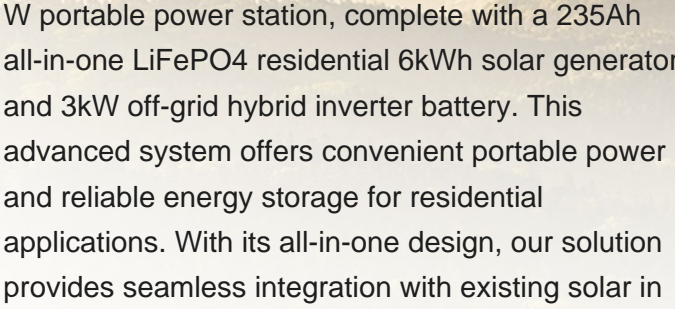 W portable power station, complete with a 235Ah
all-in-one LiFePO4 residential 6kWh solar generator
and 3kW off-grid hybrid inverter battery. This
advanced system offers convenient portable power
and reliable energy storage for residential
applications. With its all-in-one design, our solution
provides seamless integration with existing solar in